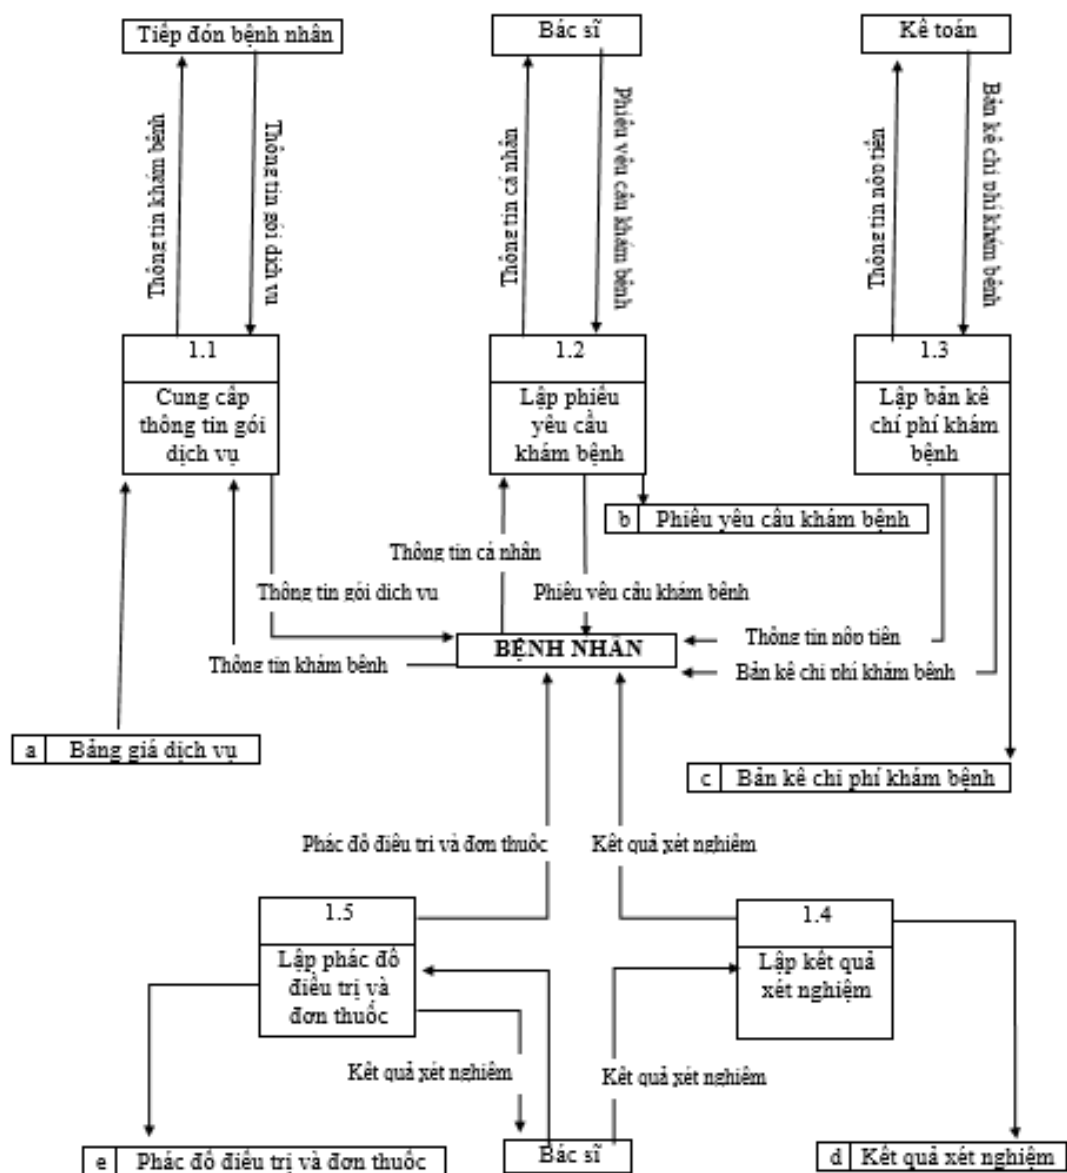 Tiếp đón bệnh nhân
Bác sĩ
Kế toán
Thông tin khám bệnh
Thông tin gói dịch vụ
Thông tin cá nhân
Phiếu yêu cầu khám bệnh
Thông tin nộp tiền
Bản kê chi phí khám bệnh
1.1
Cung cấp
thông tin gói
dịch vụ
1.2
Lập phiếu
yêu cầu
khám bệnh
1.3
Lập bản kê
chí phí khám
bệnh
b Phiếu yêu cầu khám bệnh
Thông tin cá nhân
Thông tin gói dịch vụ
Phiếu yêu cầu khám bệnh
BỆNH NHÂN
Thông tin nộp tiền
Thông tin khám bệnh
Bản kê chi phí khám bệnh
a Bảng giá dịch vụ
c Bản kê chi phí khám bệnh
Phác đồ điều trị và đơn thuốc
Kết quả xét nghiệm
1.5
Lập phác đồ
điều trị và
đơn thuốc
1.4
Lập kết quả
xét nghiệm
Kết quả xét nghiệm
Kết quả xét nghiệm
e Phác đồ điều trị và đơn thuốc
Bác sĩ
d Kết quả xét nghiệm